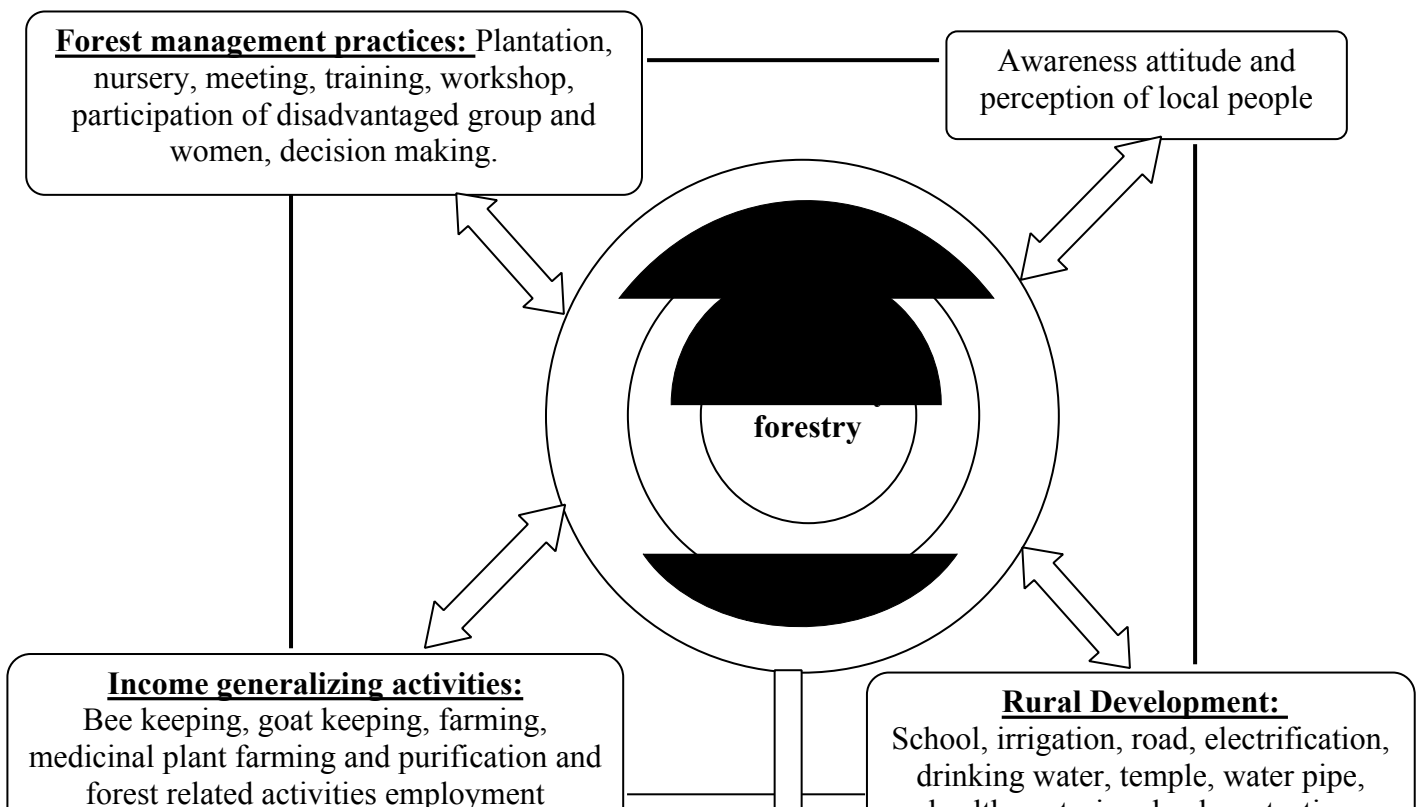 Forest management practices: Plantation,
nursery, meeting, training, workshop,
participation of disadvantaged group and
women, decision making.
Awareness attitude and
perception of local people
forestry
Income generalizing activities:
Bee keeping, goat keeping, farming,
medicinal plant farming and purification and
forest related activities employment
Rural Development:
School, irrigation, road, electrification,
drinking water, temple, water pipe,